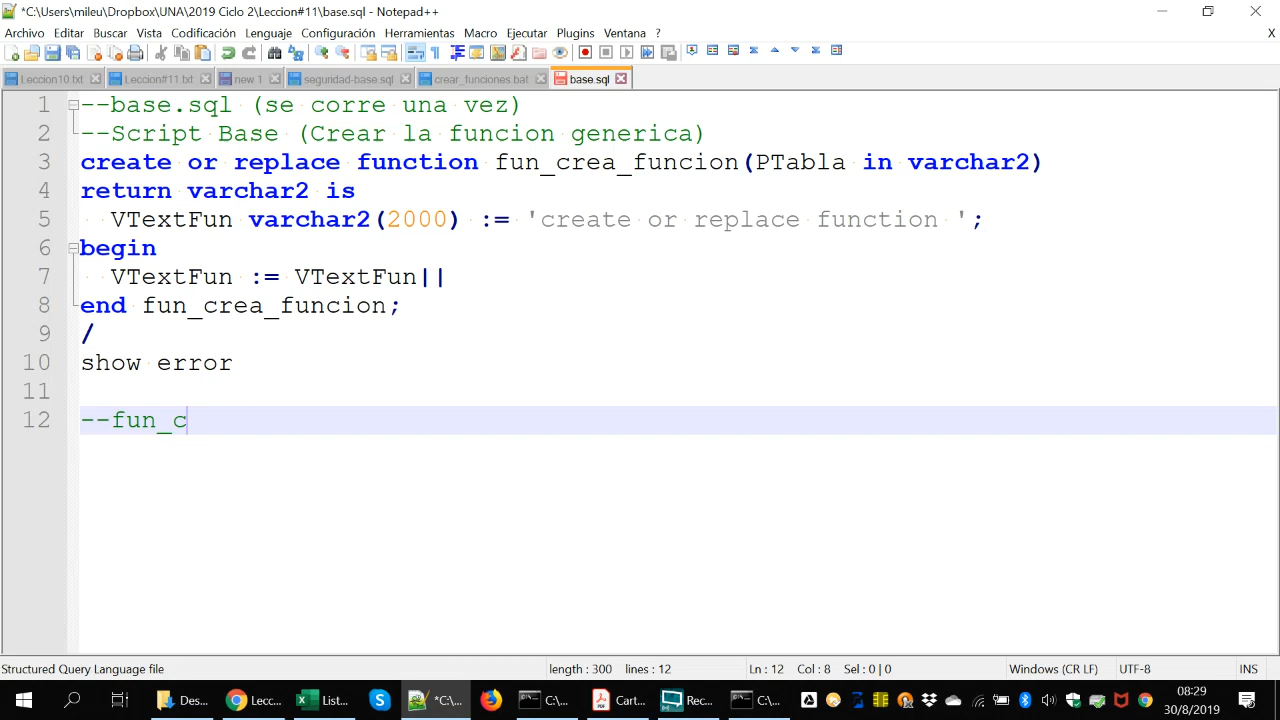 *C:\Users\mileu\Dropbox\UNA\2019 Ciclo 2\Leccion#11\base.sql - Notepad++
Archivo Editar Buscar Vista Codificación Lenguaje Configuración Herramientas Macro Ejecutar Plugins Ventana ? X
Leccion10.txt Leccion#11.txt new 1 seguridad-base.sql crear_funciones.bat base.sql
1 --base.sql (se corre una vez)
2 --Script Base (Crear la funcion generica)
3 create or replace function fun_crea_funcion(PTabla in varchar2)
4 return varchar2 is
5 VTextFun varchar2(2000) := 'create or replace function ';
6 begin
7 VTextFun := VTextFun||
8 end fun_crea_funcion;
9 /
10 show error
11
12 --fun_c
Structured Query Language file length : 300 lines : 12 Ln : 12 Col : 8 Sel : 0 | 0 Windows (CR LF) UTF-8 INS
Des... Lecc... List... *C:\... C:\... Cart... Rec... C:\...
08:29
30/8/2019